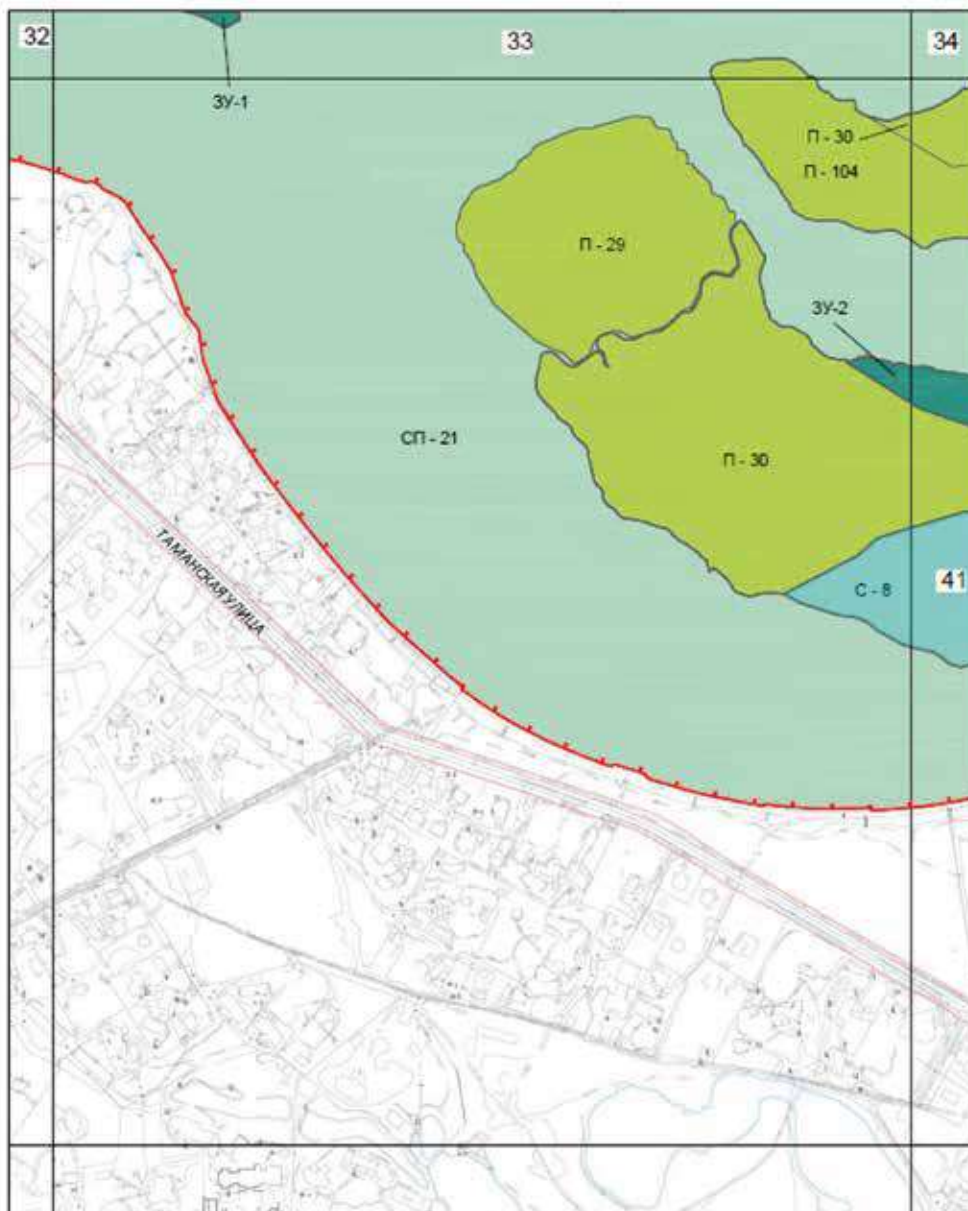 32
33
34
ЗУ-1
П - 30
П - 104
П - 29
ЗУ-2
СП - 21
П - 30
ТАМАНСКАЯ УЛИЦА
41
С - 8